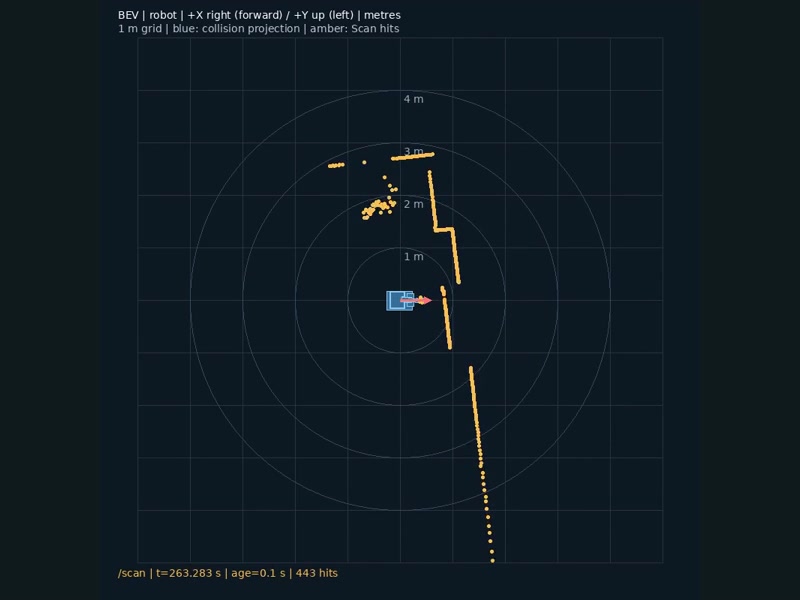 BEV | robot | +X right (forward) / +Y up (left) | metres
1 m grid | blue: collision projection | amber: Scan hits
4 m
3 m
2 m
1 m
/scan | t=263.283 s | age=0.1 s | 443 hits